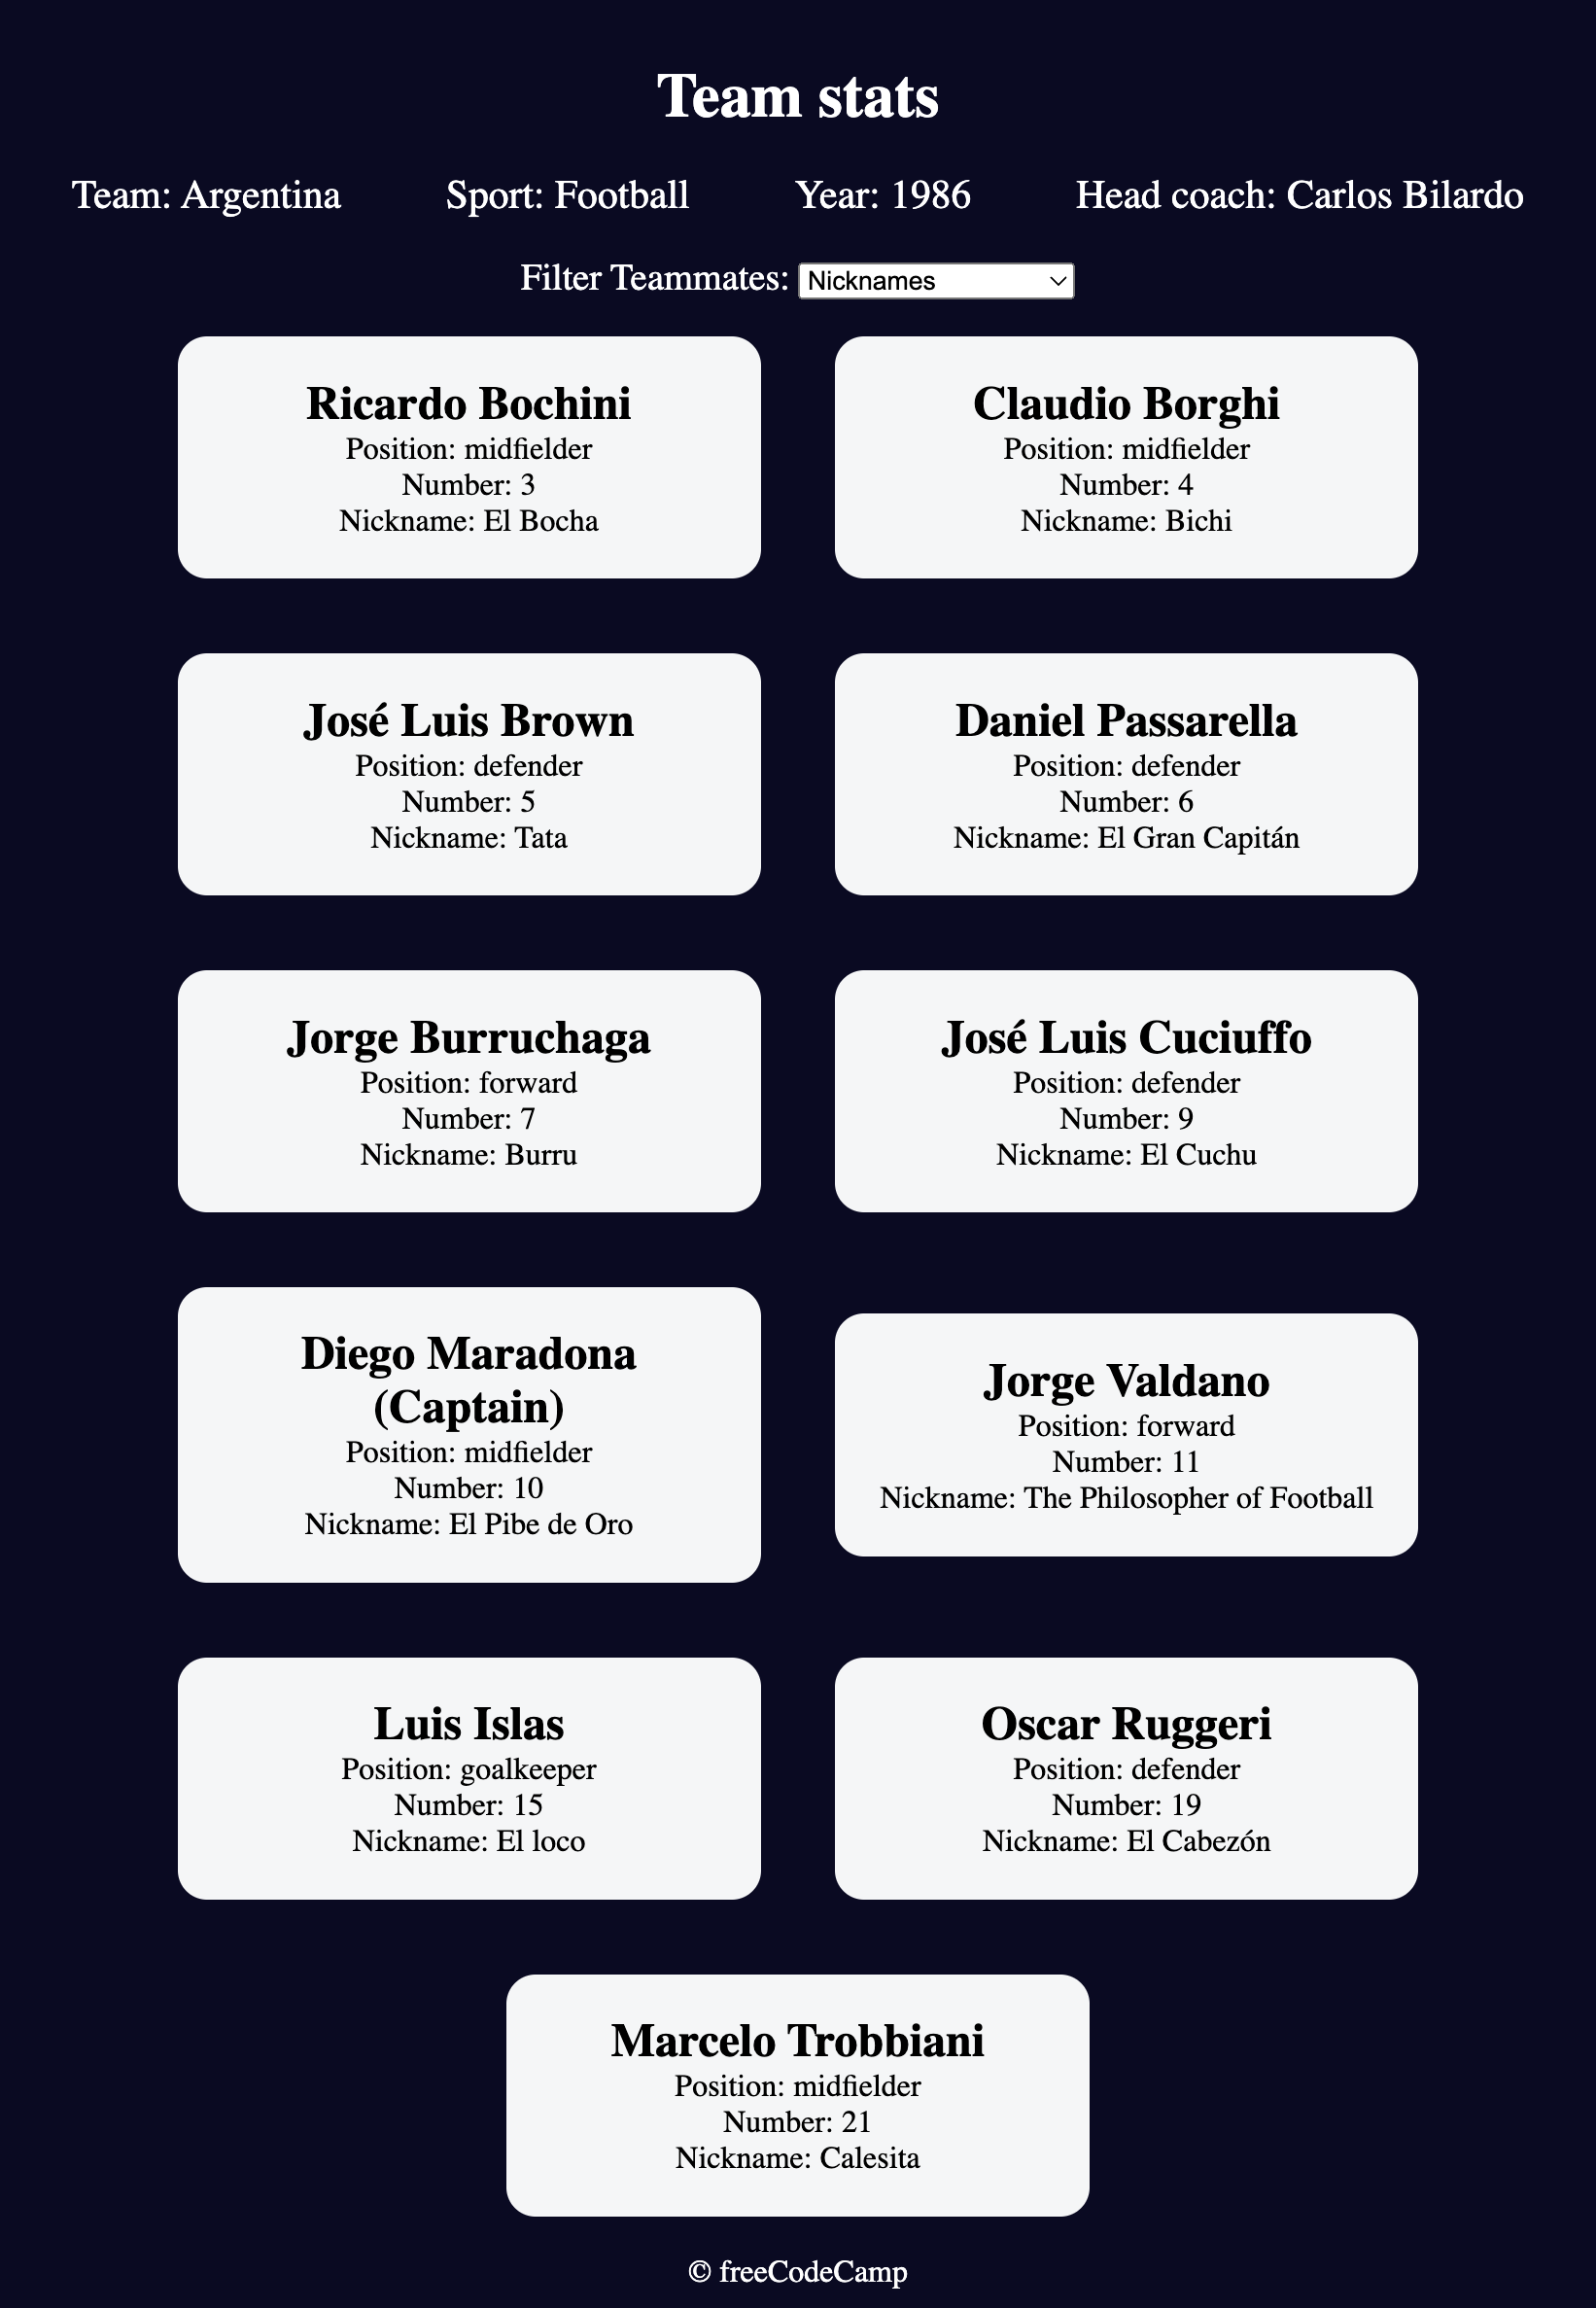 Team stats
Team: Argentina Sport: Football Year: 1986 Head coach: Carlos Bilardo
Filter Teammates: Nicknames
Ricardo Bochini
Position: midfielder
Number: 3
Nickname: El Bocha
Claudio Borghi
Position: midfielder
Number: 4
Nickname: Bichi
José Luis Brown
Position: defender
Number: 5
Nickname: Tata
Daniel Passarella
Position: defender
Number: 6
Nickname: El Gran Capitán
Jorge Burruchaga
Position: forward
Number: 7
Nickname: Burru
José Luis Cuciuffo
Position: defender
Number: 9
Nickname: El Cuchu
Diego Maradona
(Captain)
Position: midfielder
Number: 10
Nickname: El Pibe de Oro
Jorge Valdano
Position: forward
Number: 11
Nickname: The Philosopher of Football
Luis Islas
Position: goalkeeper
Number: 15
Nickname: El loco
Oscar Ruggeri
Position: defender
Number: 19
Nickname: El Cabezón
Marcelo Trobbiani
Position: midfielder
Number: 21
Nickname: Calesita
© freeCodeCamp